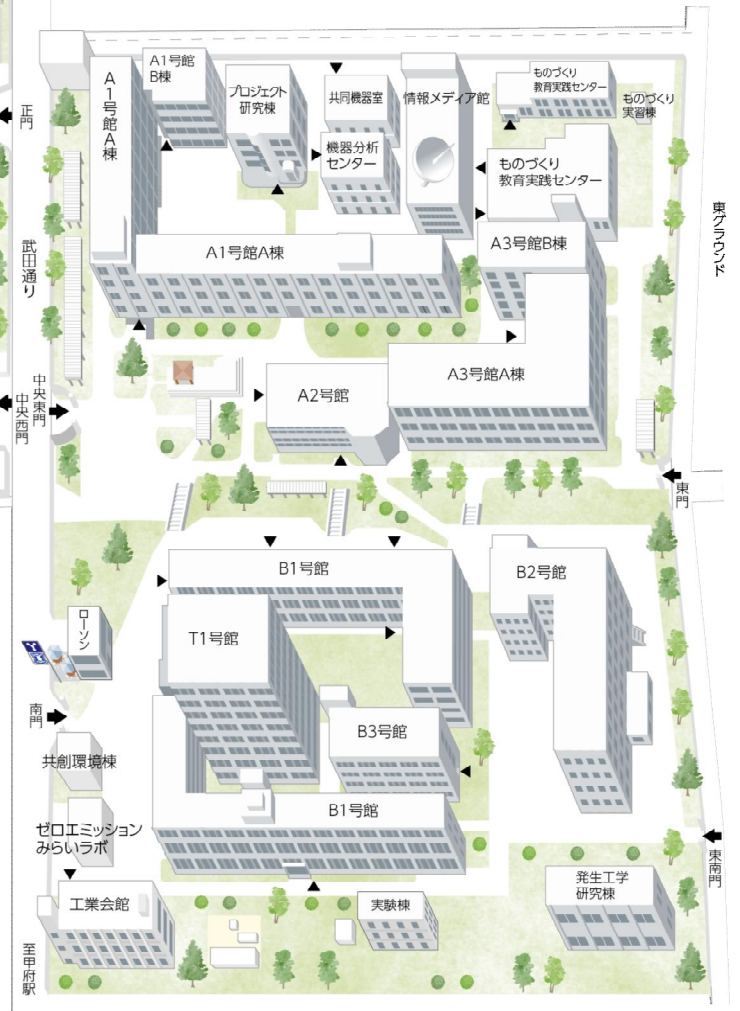 A1号館A棟
A1号館
B棟
プロジェクト
研究棟
共同機器室
機器分析
センター
情報メディア館
ものづくり
教育実践センター
ものづくり
実習棟
ものづくり
教育実践センター
正門
武田通り
東グラウンド
A1号館A棟
A3号館B棟
A3号館A棟
A2号館
中央東門
中央西門
東門
B1号館
B2号館
T1号館
ローソン
南門
B3号館
共創環境棟
B1号館
ゼロエミッション
みらいラボ
東南門
工業会館
実験棟
発生工学
研究棟
至甲府駅